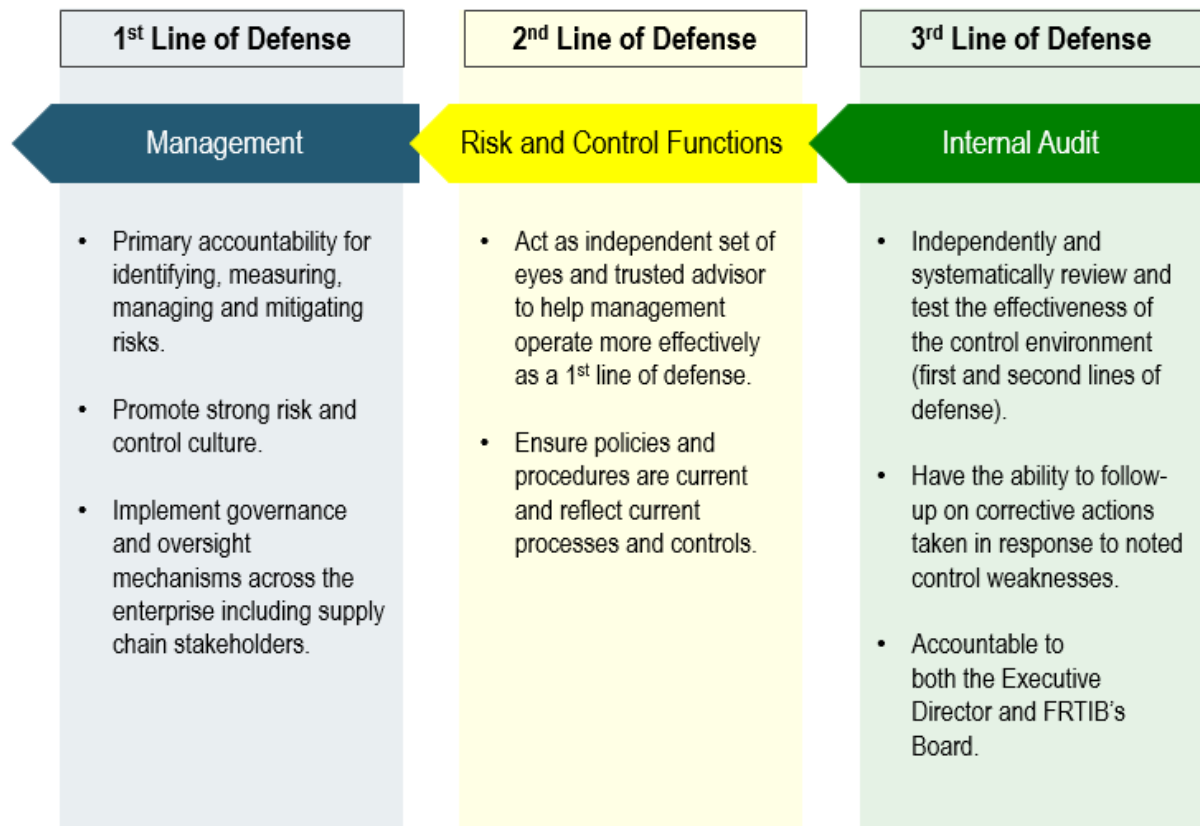 1st Line of Defense
Management
• Primary accountability for
identifying, measuring,
managing and mitigating
risks.
• Promote strong risk and
control culture.
• Implement governance
and oversight
mechanisms across the
enterprise including supply
chain stakeholders.
2nd Line of Defense
Risk and Control Functions
• Act as independent set of
eyes and trusted advisor
to help management
operate more effectively
as a 1st line of defense.
• Ensure policies and
procedures are current
and reflect current
processes and controls.
3rd Line of Defense
Internal Audit
• Independently and
systematically review and
test the effectiveness of
the control environment
(first and second lines of
defense).
• Have the ability to follow-
up on corrective actions
taken in response to noted
control weaknesses.
• Accountable to
both the Executive
Director and FRTIB's
Board.